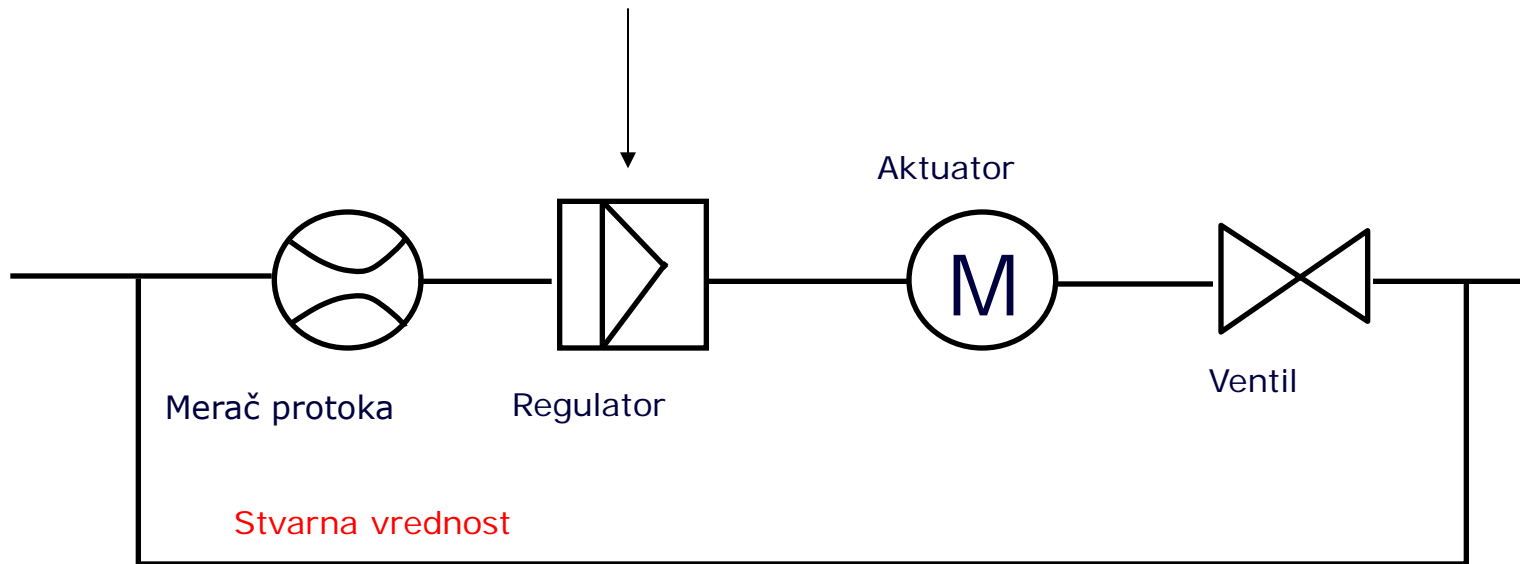 Aktuator
M
Ventil
Merač protoka
Regulator
Stvarna vrednost